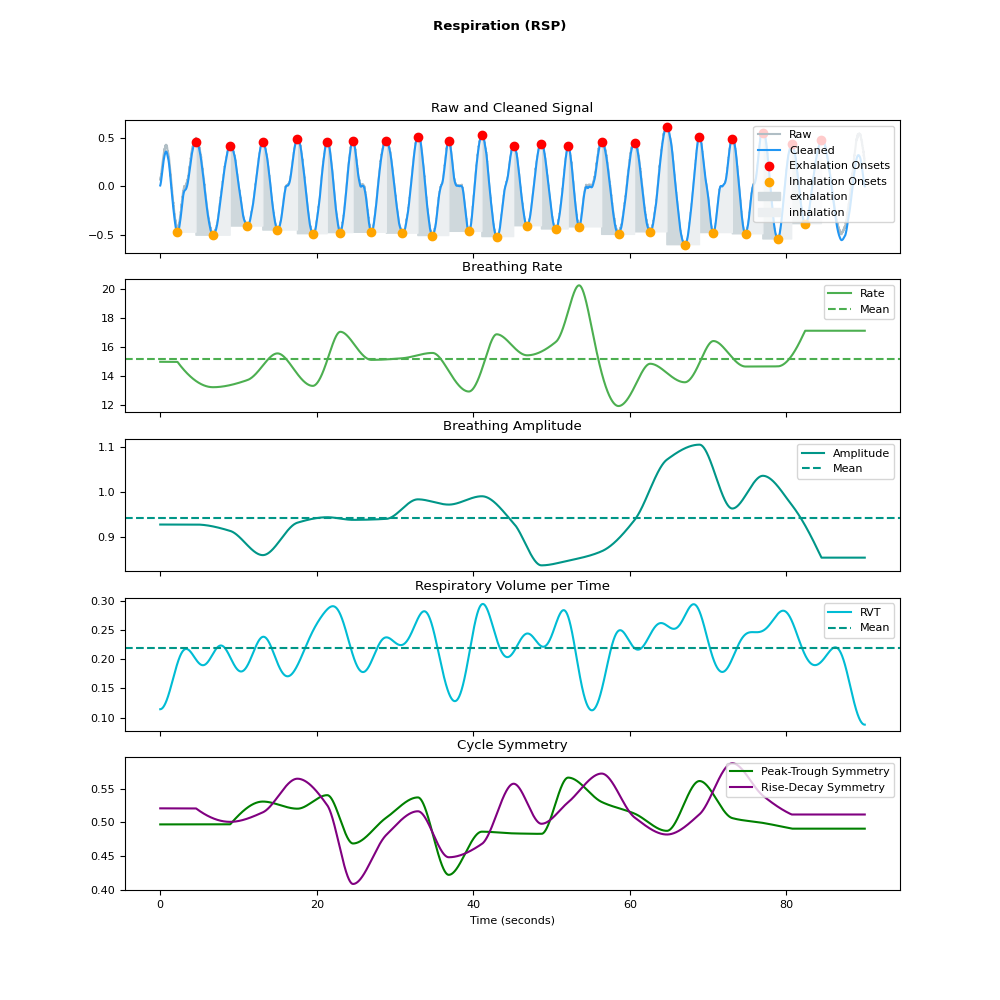 Respiration (RSP)
Raw and Cleaned Signal
0.5
0.0
−0.5
Raw
Cleaned
Exhalation Onsets
Inhalation Onsets
exhalation
inhalation
Breathing Rate
20
18
16
14
12
Rate
Mean
Breathing Amplitude
1.1
1.0
0.9
Amplitude
Mean
Respiratory Volume per Time
0.30
0.25
0.20
0.15
0.10
RVT
Mean
Cycle Symmetry
0.55
0.50
0.45
0.40
Peak-Trough Symmetry
Rise-Decay Symmetry
0 20 40 60 80
Time (seconds)